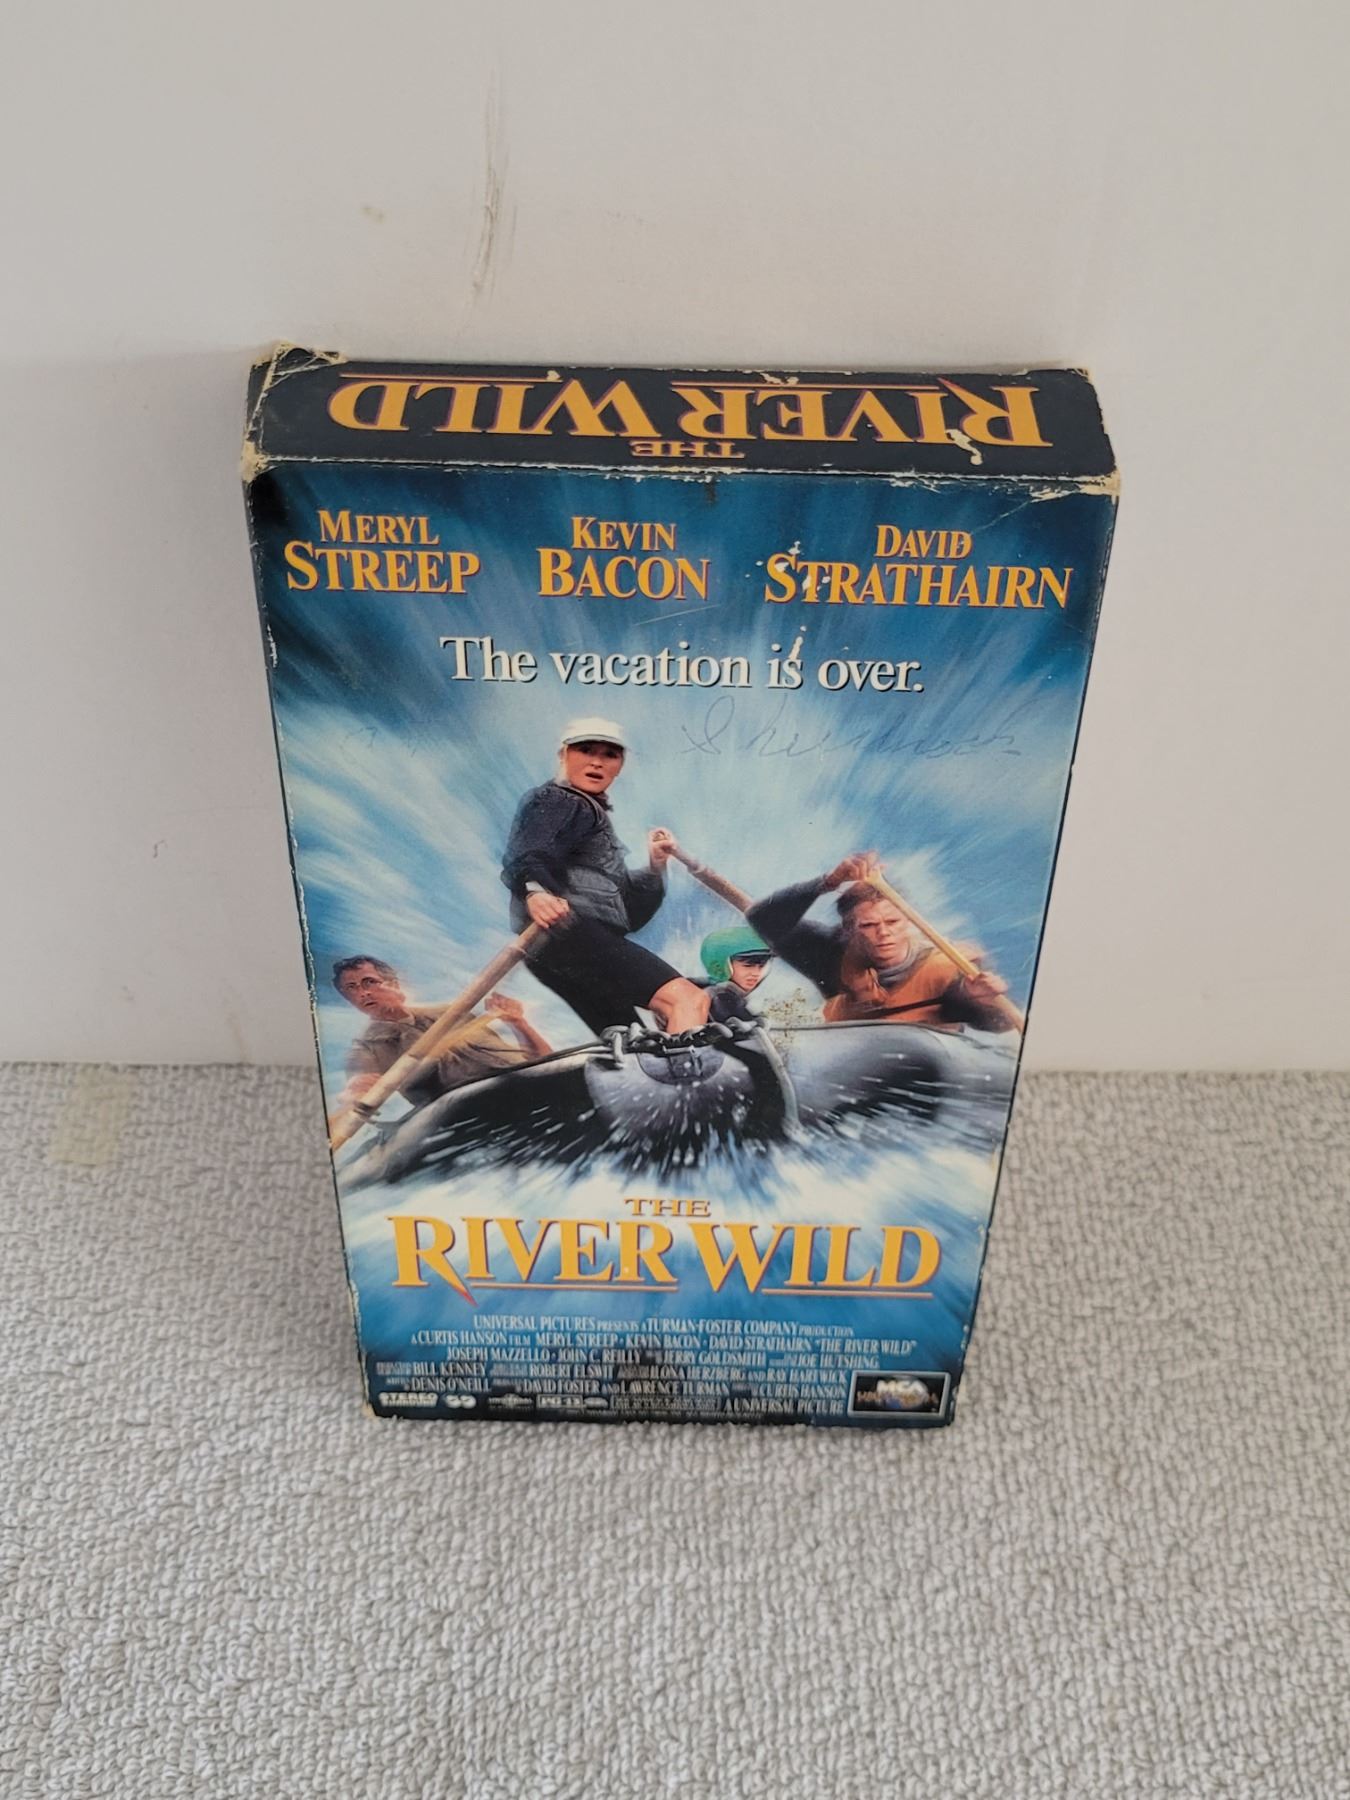 THE
RIVER WILD
MERYL STREEP
KEVIN BACON
DAVID STRATHAIRN
The vacation is over.
THE
RIVER WILD
UNIVERSAL PICTURES PRESENTS A TURMAN-FOSTER COMPANY PRODUCTION
A CURTIS HANSON FILM MERYL STREEP · KEVIN BACON · DAVID STRATHAIRN "THE RIVER WILD"
JOSEPH MAZZELLO · JOHN C. REILLY JERRY GOLDSMITH JOE HUTSHING
BILL KENNEY ROBERT ELSWIT ILONA HERZBERG AND RAY HARTWICK
DENIS O'NEILL DAVID FOSTER AND LAWRENCE TURMAN CURTIS HANSON
STEREO PG-13 A UNIVERSAL PICTURE
MCA